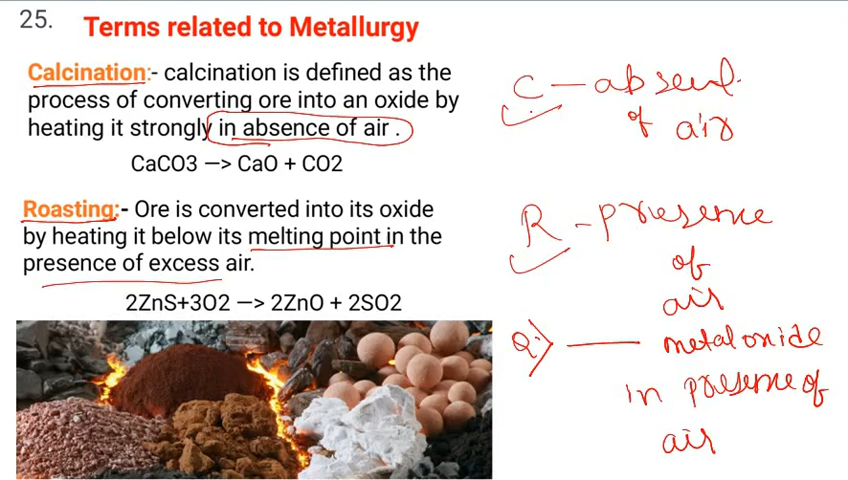 25.
Terms related to Metallurgy
Calcination:- calcination is defined as the
process of converting ore into an oxide by
heating it strongly in absence of air .
CaCO3 —> CaO + CO2
Roasting:- Ore is converted into its oxide
by heating it below its melting point in the
presence of excess air.
2ZnS+3O2 —> 2ZnO + 2SO2
C — absent
of air
R - presence
of
air
Q:) —— metal oxide
in presence of
air